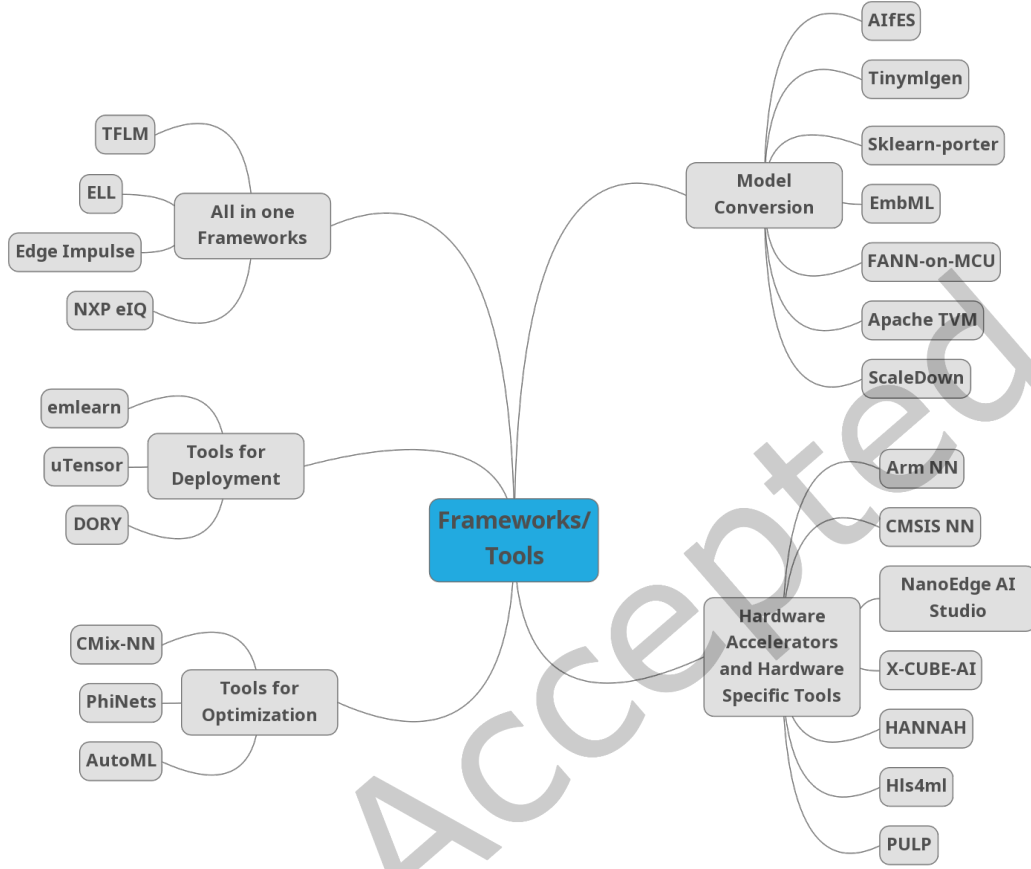 AIfES
Tinymlgen
Sklearn-porter
Model
Conversion
EmbML
FANN-on-MCU
Apache TVM
ScaleDown
TFLM
ELL
All in one
Frameworks
Edge Impulse
NXP eIQ
emlearn
Tools for
Deployment
uTensor
DORY
Frameworks/
Tools
Arm NN
CMSIS NN
NanoEdge AI
Studio
Hardware
Accelerators
and Hardware
Specific Tools
X-CUBE-AI
HANNAH
Hls4ml
PULP
CMix-NN
Tools for
Optimization
PhiNets
AutoML
Accepted